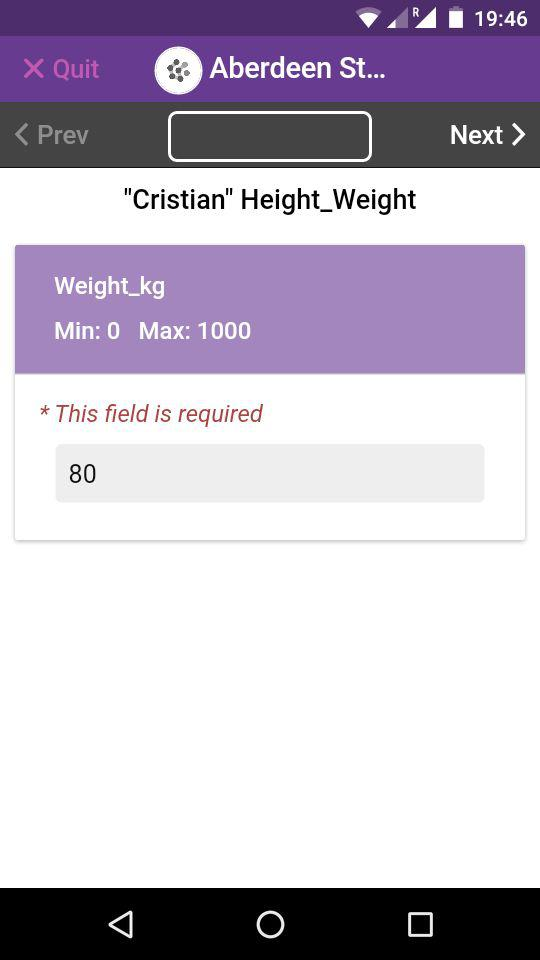 R 19:46
Quit Aberdeen St...
Prev Next
"Cristian" Height_Weight
Weight_kg
Min: 0 Max: 1000
* This field is required
80